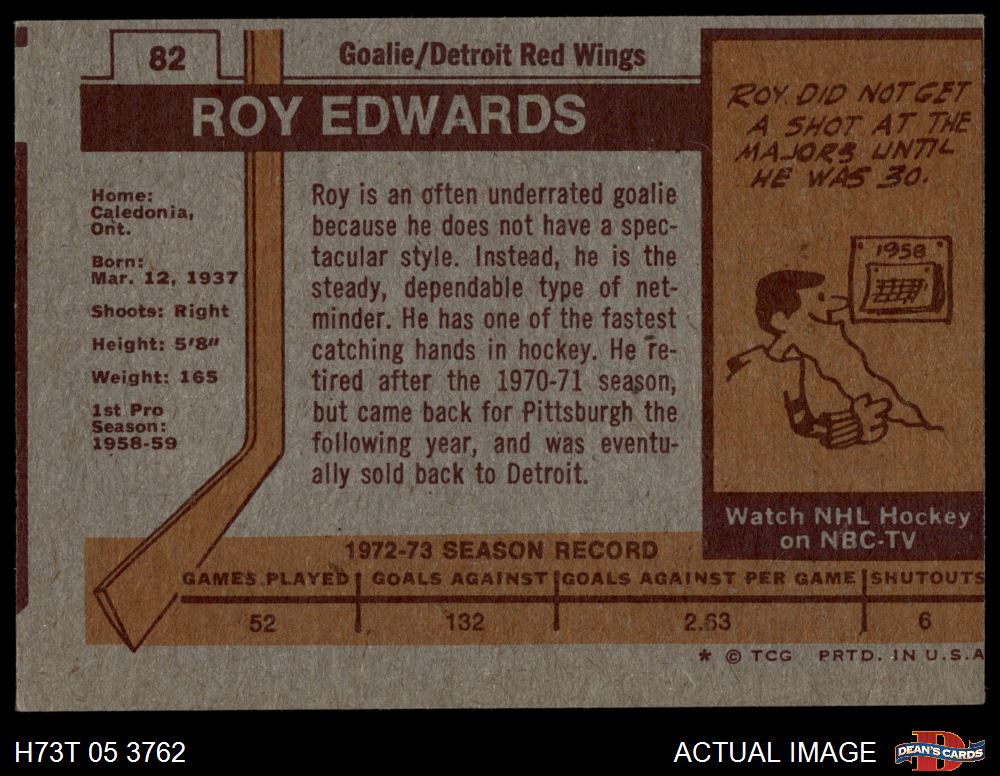 82
Goalie/Detroit Red Wings
ROY EDWARDS
Home:
Caledonia,
Ont.
Born:
Mar. 12, 1937
Shoots: Right
Height: 5'8"
Weight: 165
1st Pro
Season:
1958-59
Roy is an often underrated goalie
because he does not have a spec-
tacular style. Instead, he is the
steady, dependable type of net-
minder. He has one of the fastest
catching hands in hockey. He re-
tired after the 1970-71 season,
but came back for Pittsburgh the
following year, and was eventu-
ally sold back to Detroit.
ROY DID NOT GET
A SHOT AT THE
MAJORS UNTIL
HE WAS 30.
1958
Watch NHL Hockey
on NBC-TV
1972-73 SEASON RECORD
GAMES PLAYED GOALS AGAINST GOALS AGAINST PER GAME SHUTOUTS
52 132 2.63 6
* © TCG PRTD. IN U.S.A
H73T 05 3762
ACTUAL IMAGE
DEAN'S CARDS